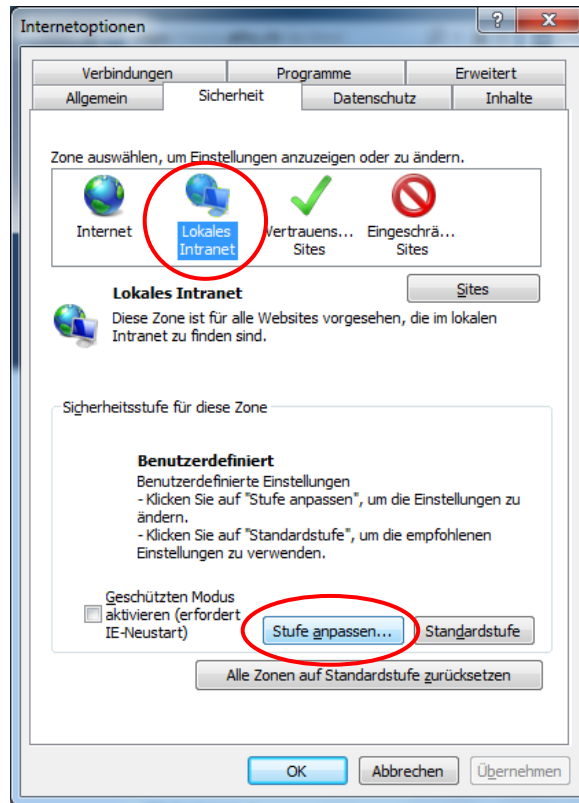 Internetoptionen
?
X
Verbindungen Programme Erweitert
Allgemein Sicherheit Datenschutz Inhalte
Zone auswählen, um Einstellungen anzuzeigen oder zu ändern.
Internet Lokales Vertrauens... Eingeschrä...
Intranet Sites Sites
Lokales Intranet Sites
Diese Zone ist für alle Websites vorgesehen, die im lokalen
Intranet zu finden sind.
Sicherheitsstufe für diese Zone
Benutzerdefiniert
Benutzerdefinierte Einstellungen
- Klicken Sie auf "Stufe anpassen", um die Einstellungen zu
ändern.
- Klicken Sie auf "Standardstufe", um die empfohlenen
Einstellungen zu verwenden.
Geschützten Modus
aktivieren (erfordert
IE-Neustart) Stufe anpassen... Standardstufe
Alle Zonen auf Standardstufe zurücksetzen
OK Abbrechen Übernehmen